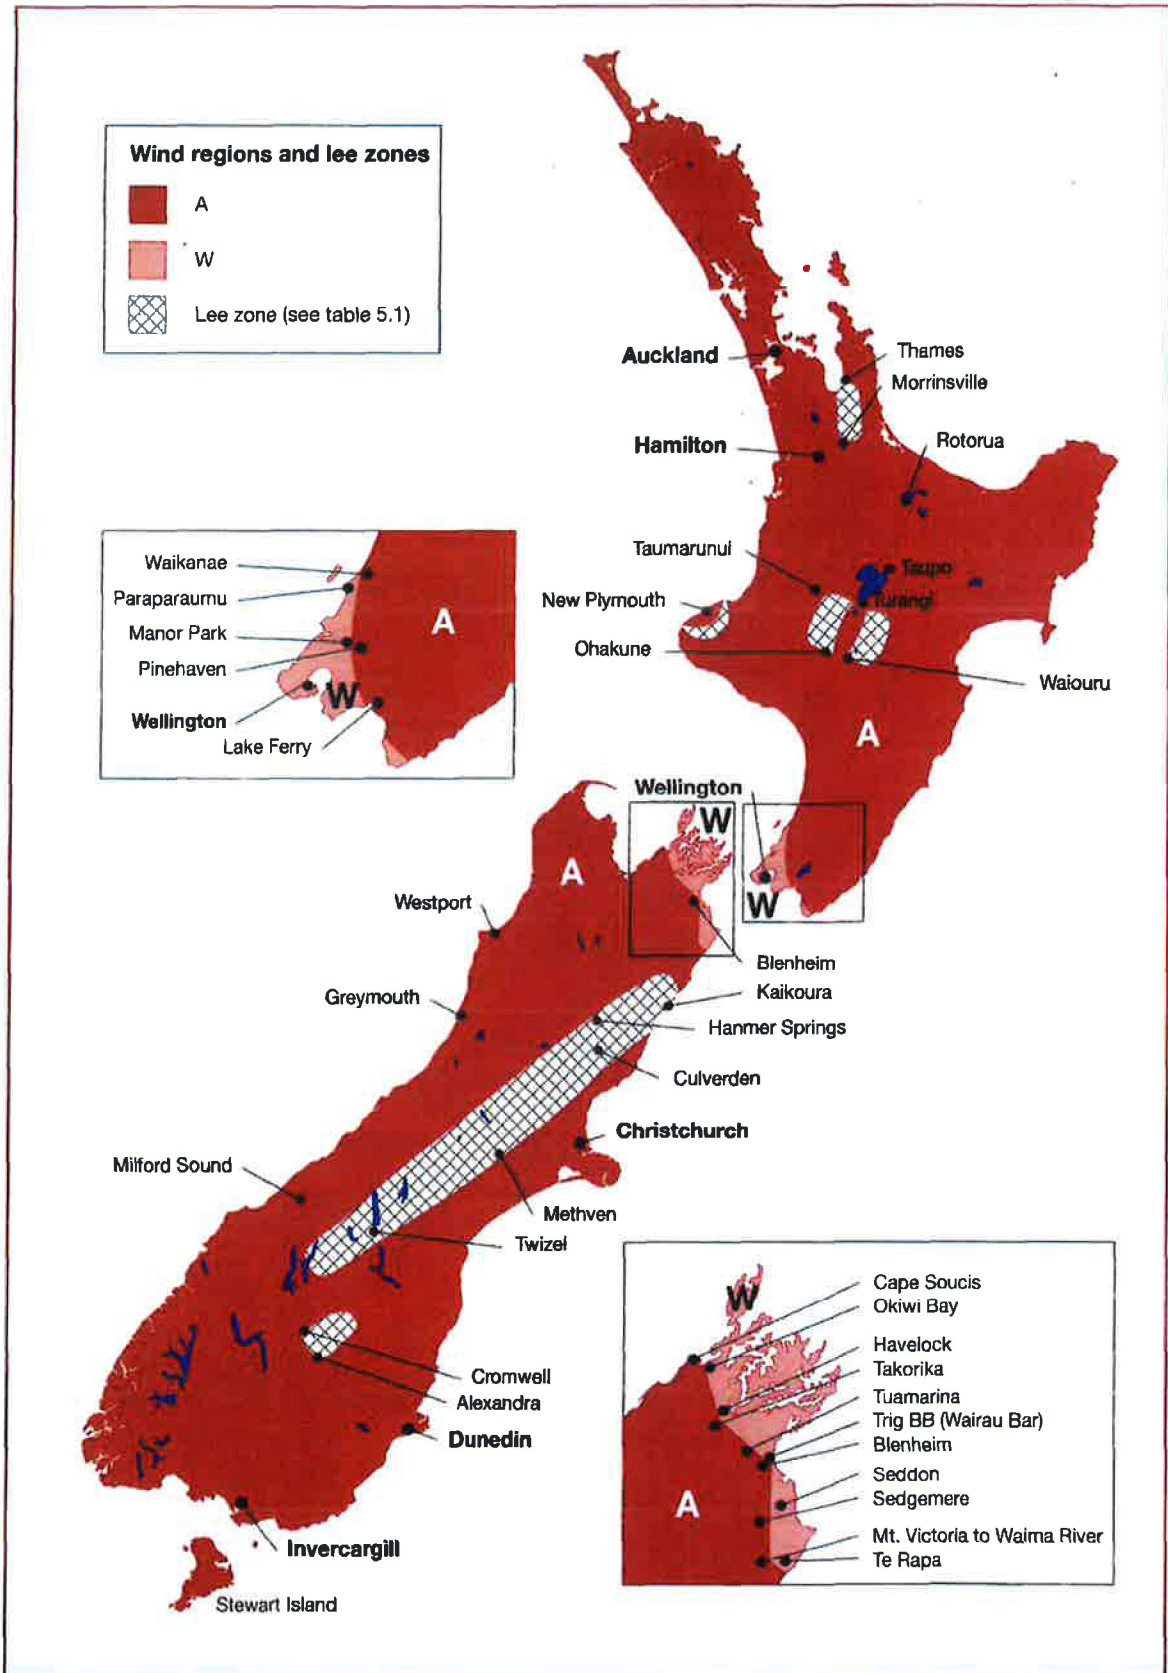 Wind regions and lee zones
A
W
Lee zone (see table 5.1)
Auckland
Thames
Morrinsville
Hamilton
Rotorua
Taumarunui
Taupo
Turangi
New Plymouth
Ohakune
Waiouru
A
Waikanae
Paraparaumu
Manor Park
Pinehaven
Wellington
Lake Ferry
A
W
Wellington
W
W
A
Westport
Blenheim
Kaikoura
Greymouth
Hanmer Springs
Culverden
Christchurch
Milford Sound
Methven
Twizel
Cromwell
Alexandra
Dunedin
Invercargill
Stewart Island
W
Cape Soucis
Okiwi Bay
Havelock
Takorika
Tuamarina
Trig BB (Wairau Bar)
Blenheim
Seddon
Sedgemere
A
Mt. Victoria to Waima River
Te Rapa